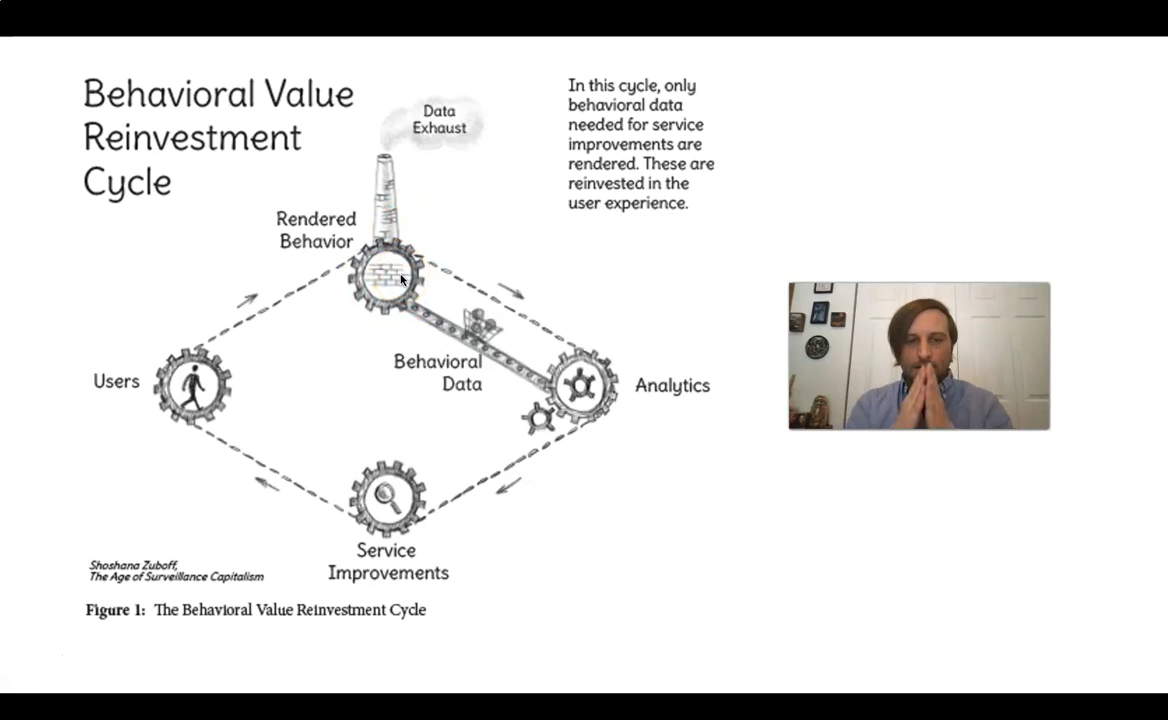 Behavioral Value
Reinvestment
Cycle
Data
Exhaust
In this cycle, only
behavioral data
needed for service
improvements are
rendered. These are
reinvested in the
user experience.
Rendered
Behavior
Behavioral
Data
Users
Analytics
Service
Improvements
Shoshana Zuboff,
The Age of Surveillance Capitalism
Figure 1: The Behavioral Value Reinvestment Cycle